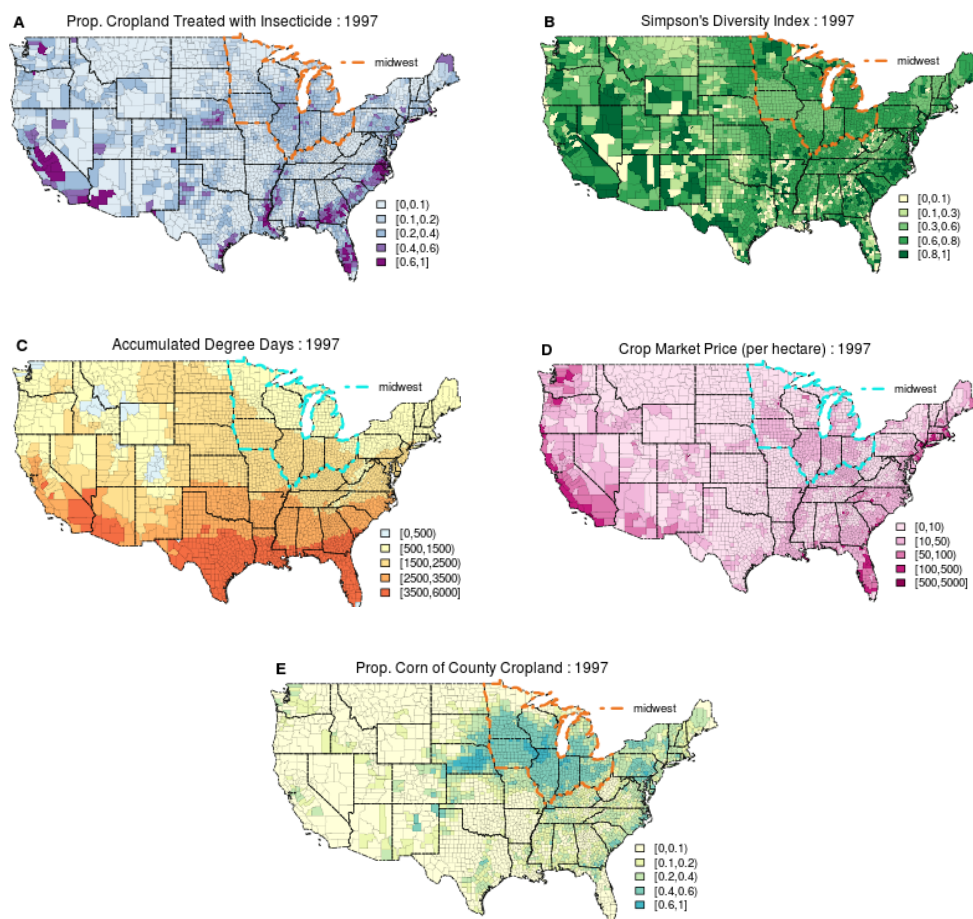 A
Prop. Cropland Treated with Insecticide : 1997
midwest
[0,0.1)
[0.1,0.2)
[0.2,0.4)
[0.4,0.6)
[0.6,1]
B
Simpson's Diversity Index : 1997
midwest
[0,0.1)
[0.1,0.3)
[0.3,0.6)
[0.6,0.8)
[0.8,1]
C
Accumulated Degree Days : 1997
midwest
[0,500)
[500,1500)
[1500,2500)
[2500,3500)
[3500,6000]
D
Crop Market Price (per hectare) : 1997
midwest
[0,10)
[10,50)
[50,100)
[100,500)
[500,5000]
E
Prop. Corn of County Cropland : 1997
midwest
[0,0.1)
[0.1,0.2)
[0.2,0.4)
[0.4,0.6)
[0.6,1]